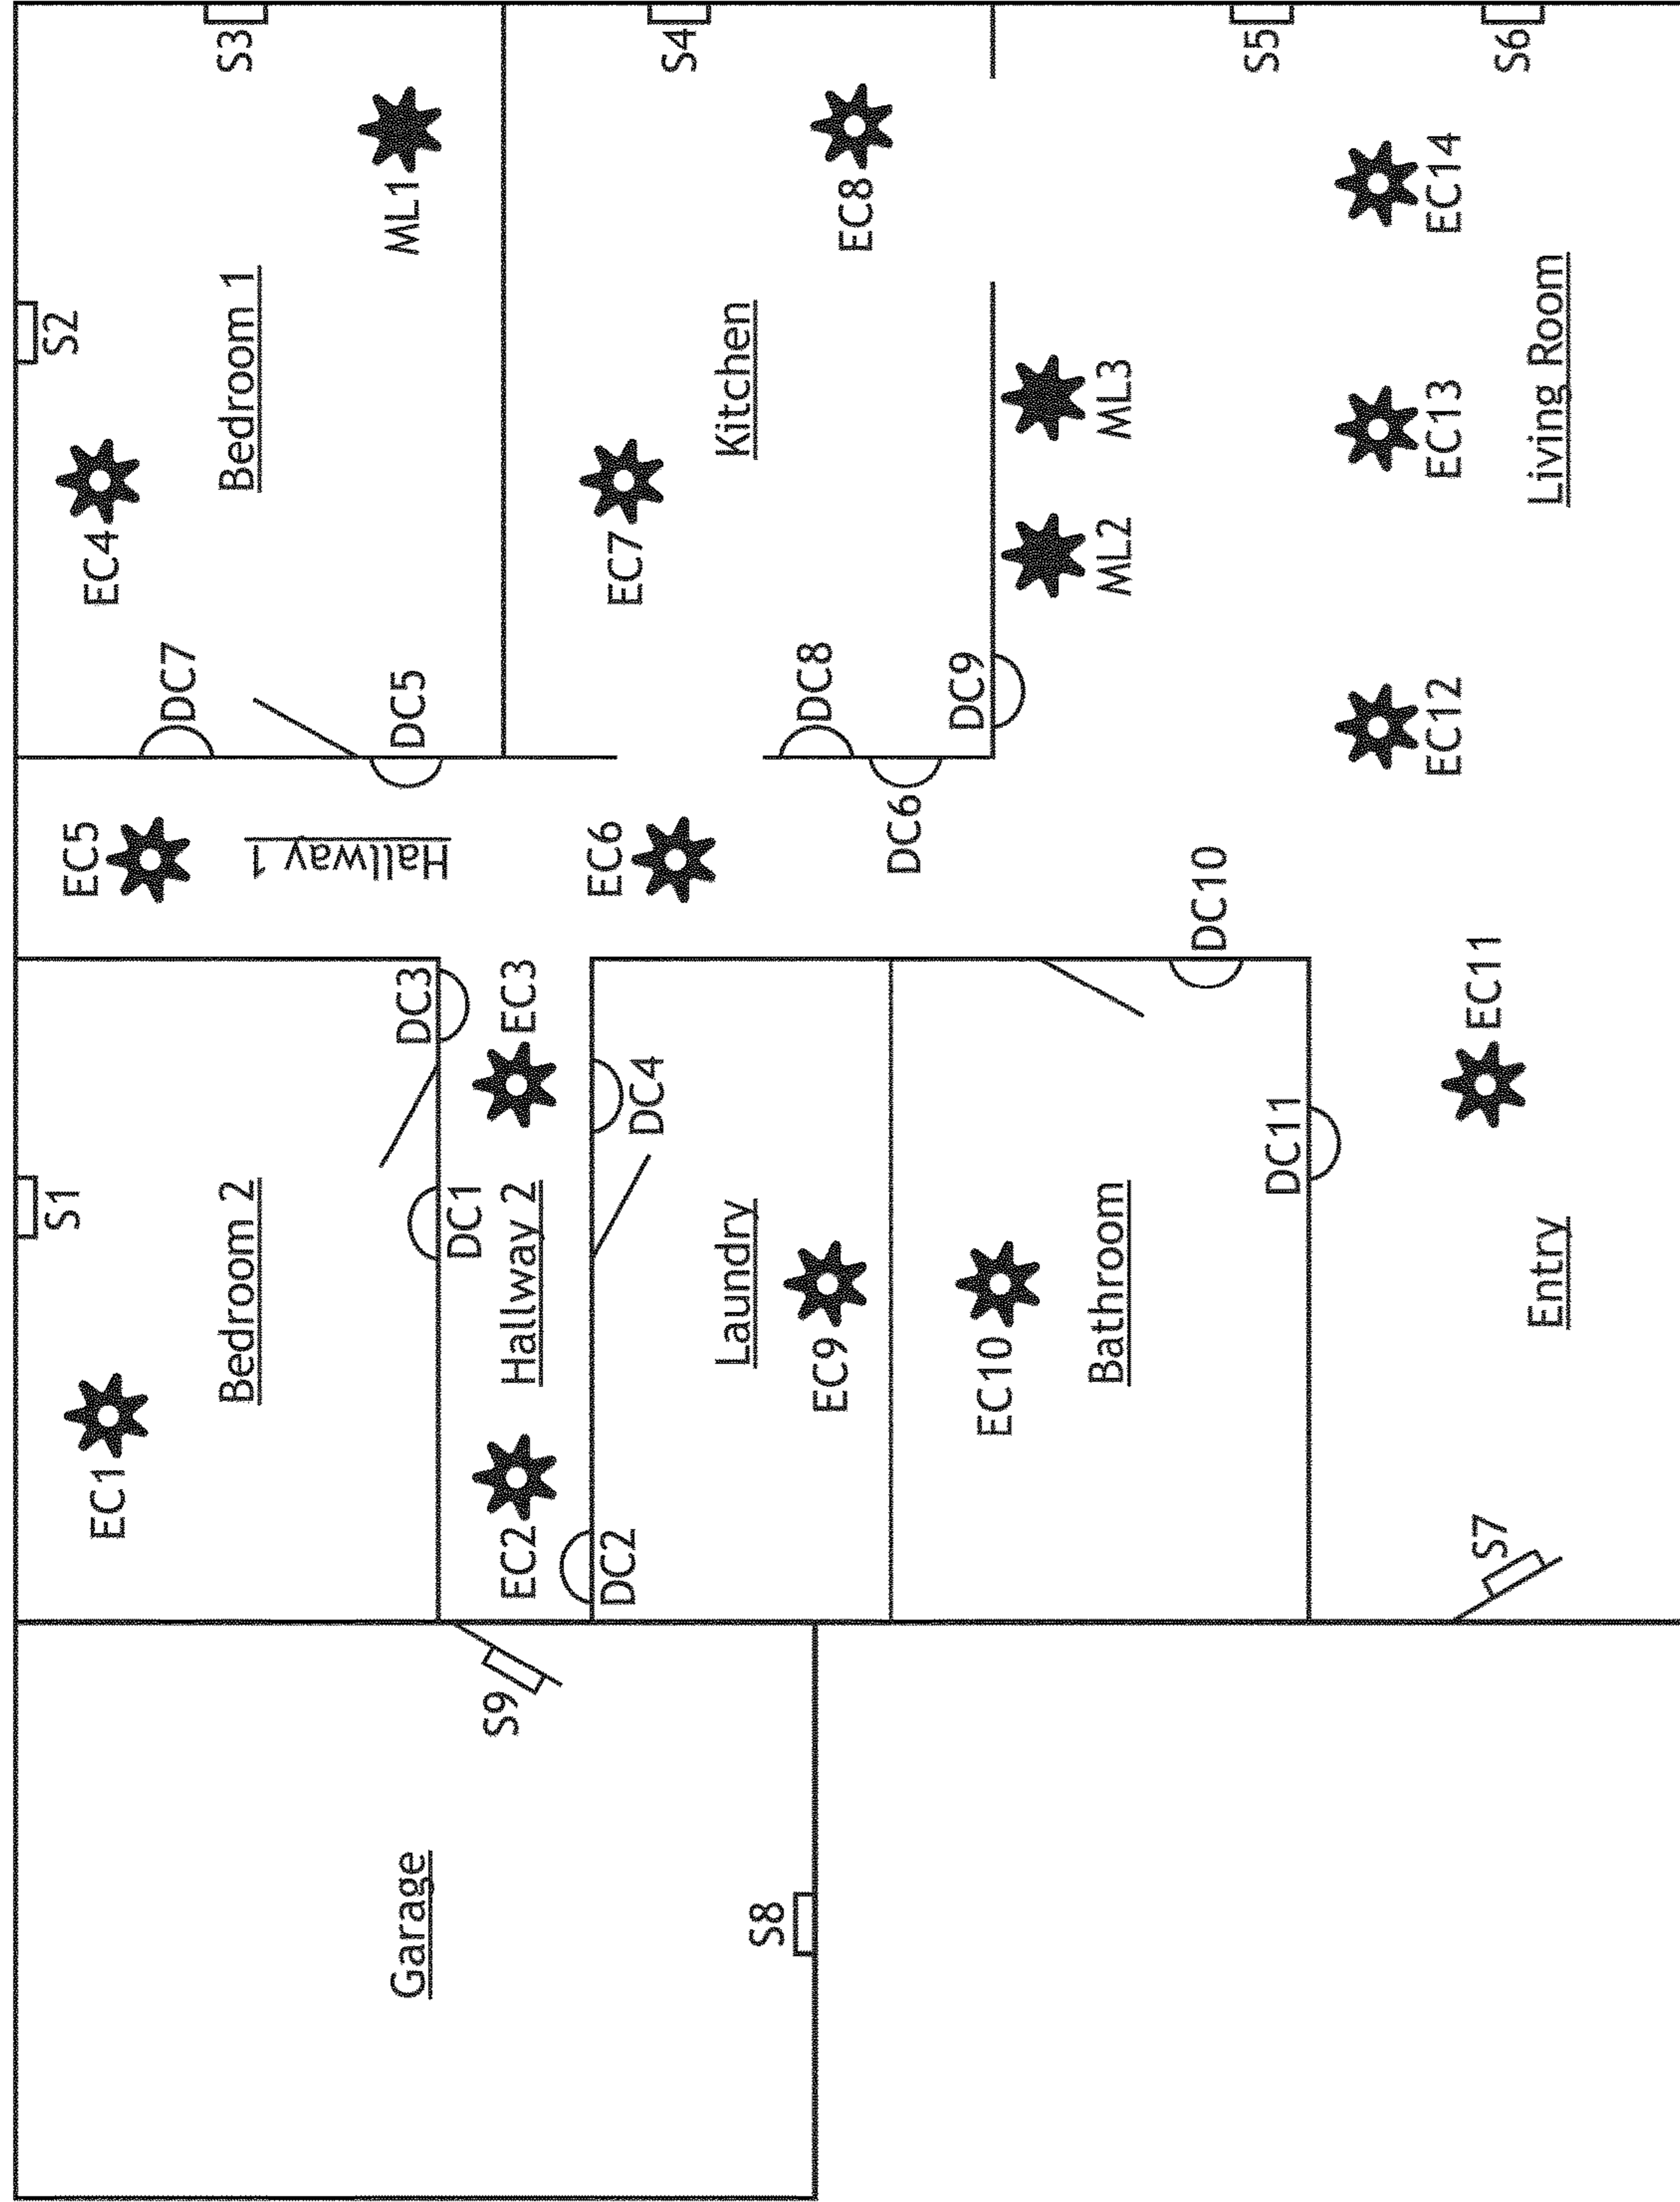 S1
S2
EC5
EC4
EC1
DC7
S3
Bedroom 2
Bedroom 1
Hallway 1
ML1
DC5
Garage
DC3
DC1
S9
EC2
Hallway 2
EC3
EC6
DC2
EC7
DC4
S4
Laundry
Kitchen
S8
DC8
EC9
EC8
DC6
DC9
EC10
Bathroom
ML2
ML3
DC10
S5
DC11
EC12
EC13
EC14
S7
EC11
S6
Entry
Living Room